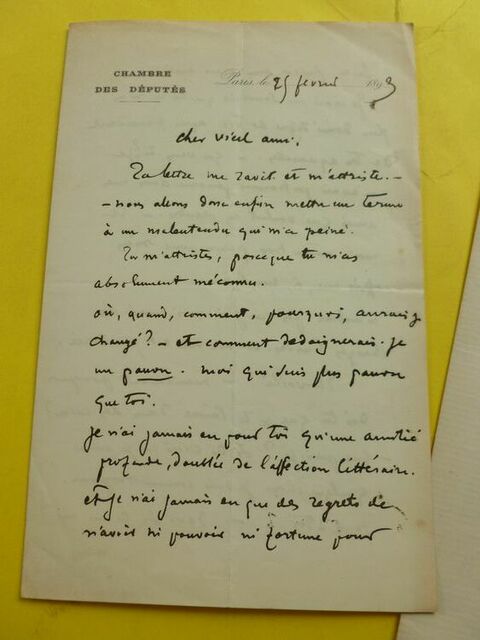 CHAMBRE
DES DÉPUTÉS
Paris, le 25 février 1893
cher vieil ami,
Ta lettre me ravit et m'attriste. –
– nous allons donc enfin mettre un terme
à un malentendu qui m'a peiné.
Tu m'attristes, parceque tu m'as
absolument méconnu.
où, quand, comment, pourquoi, aurais-je
changé? – et comment dedaignerais-je
un pauvre. moi qui suis plus pauvre
que toi.
Je n'ai jamais eu pour toi qu'une amitié
profonde, doublée de l'affection littéraire.
et je n'ai jamais eu que des regrets de
n'avoir ni pouvoir ni fortune pour